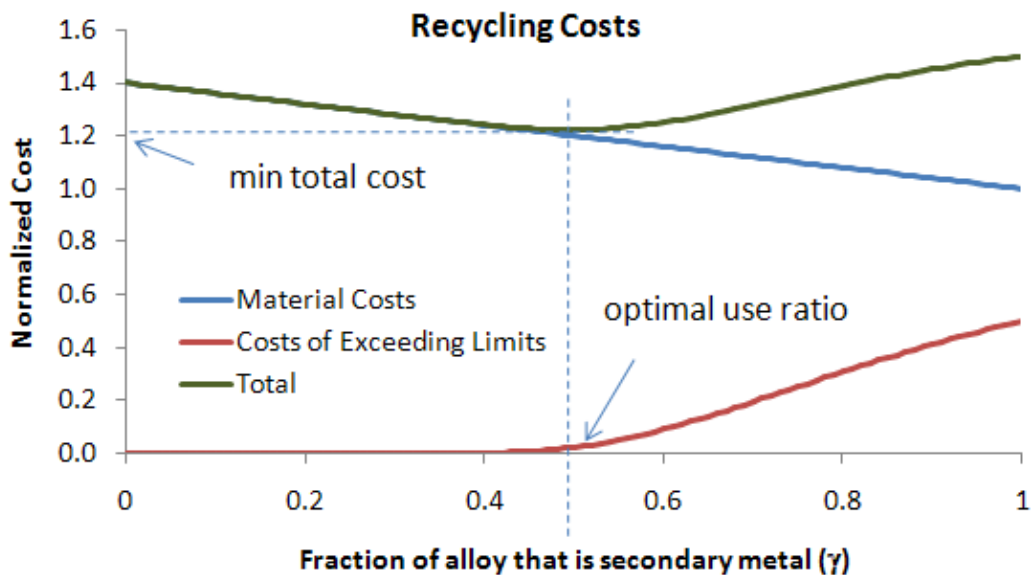 Recycling Costs
1.6
1.4
1.2
1.0
0.8
0.6
0.4
0.2
0.0
Normalized Cost
min total cost
Material Costs
Costs of Exceeding Limits
Total
optimal use ratio
0 0.2 0.4 0.6 0.8 1
Fraction of alloy that is secondary metal (γ)